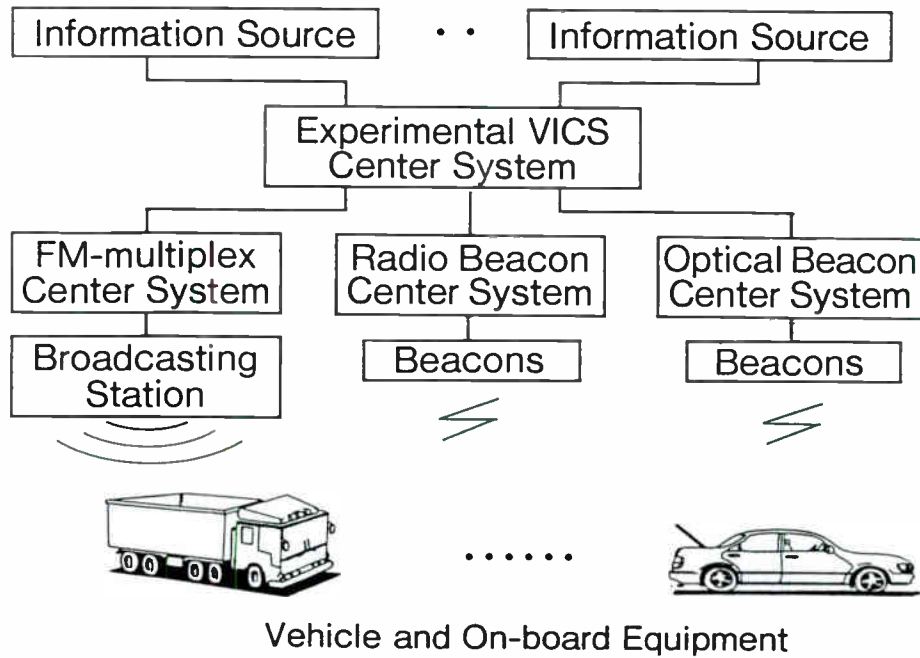 Information Source
Information Source
Experimental VICS
Center System
FM-multiplex
Center System
Radio Beacon
Center System
Optical Beacon
Center System
Broadcasting
Station
Beacons
Beacons
Vehicle and On-board Equipment